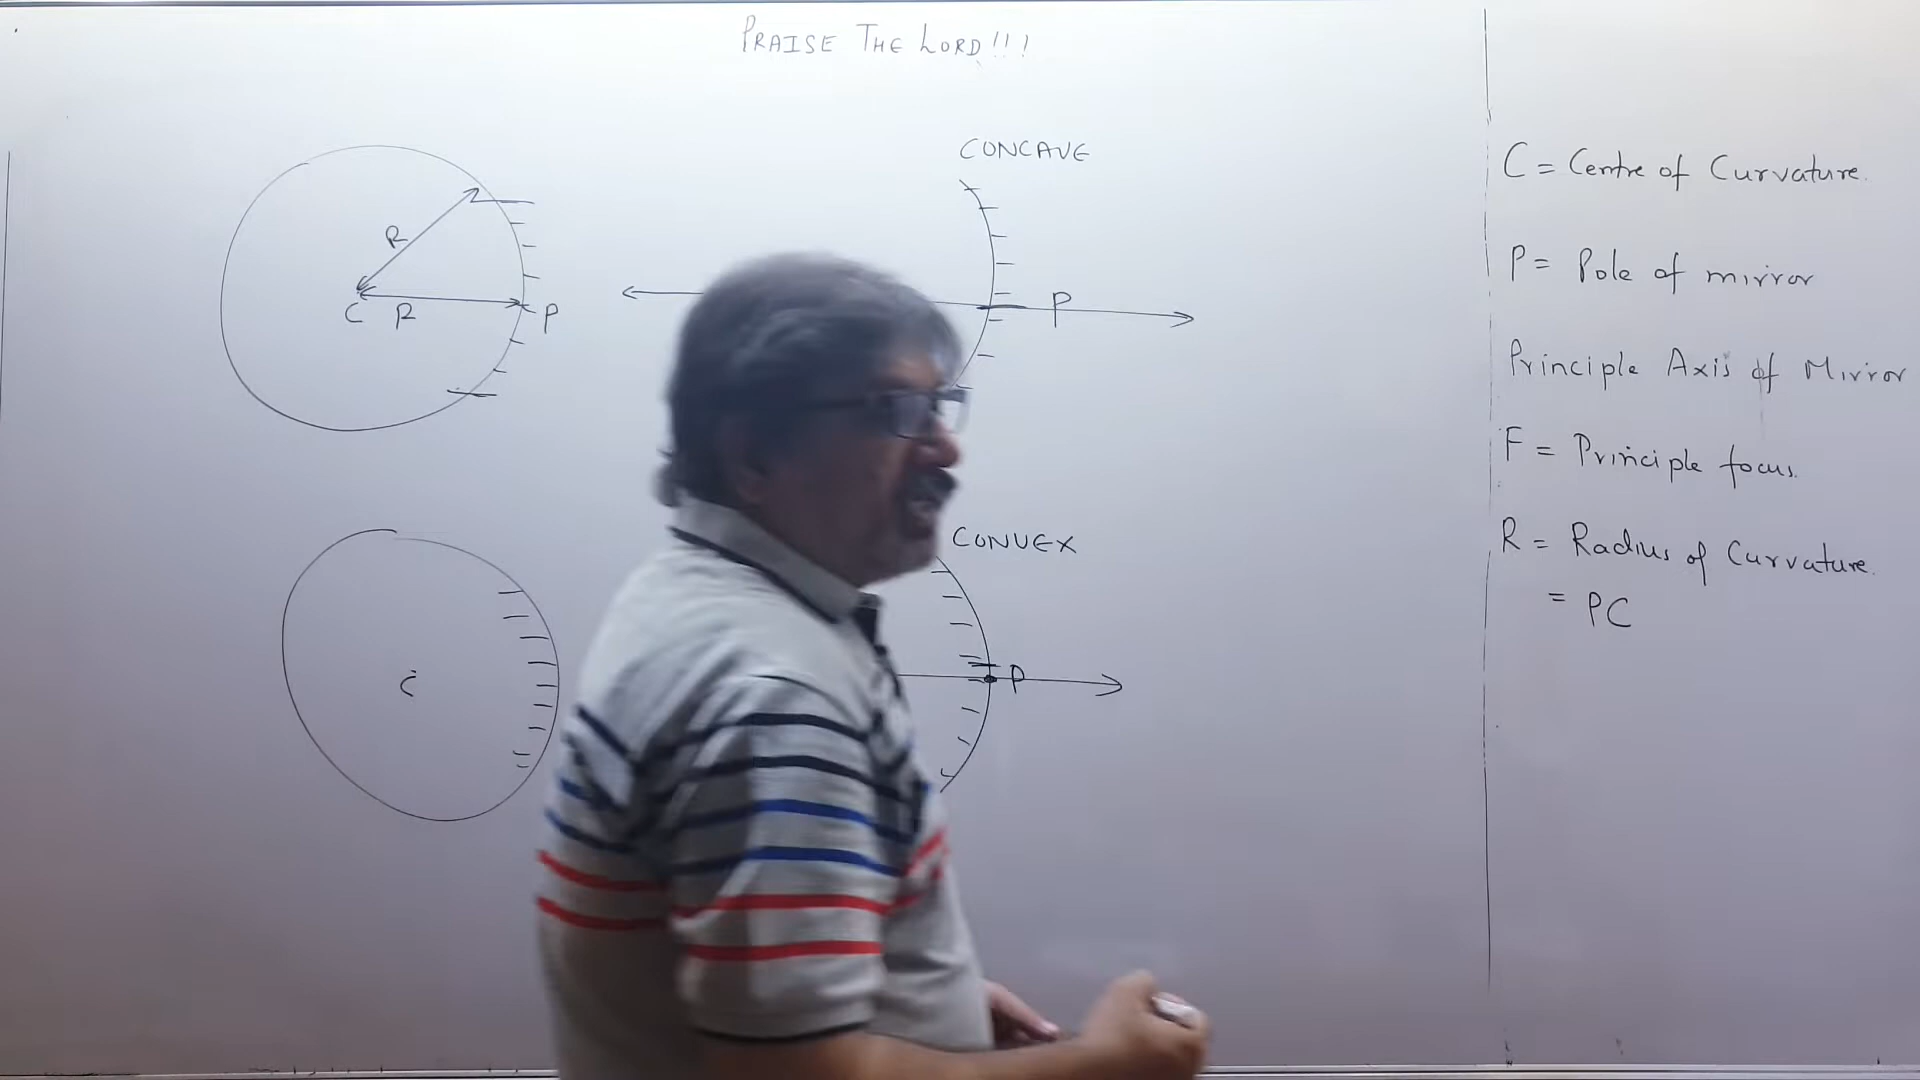 PRAISE THE LORD!!!
R
C R P
CONCAVE
P
C
CONVEX
P
C = Centre of Curvature.
P = Pole of mirror
Principle Axis of Mirror
F = Principle focus.
R = Radius of Curvature.
= PC